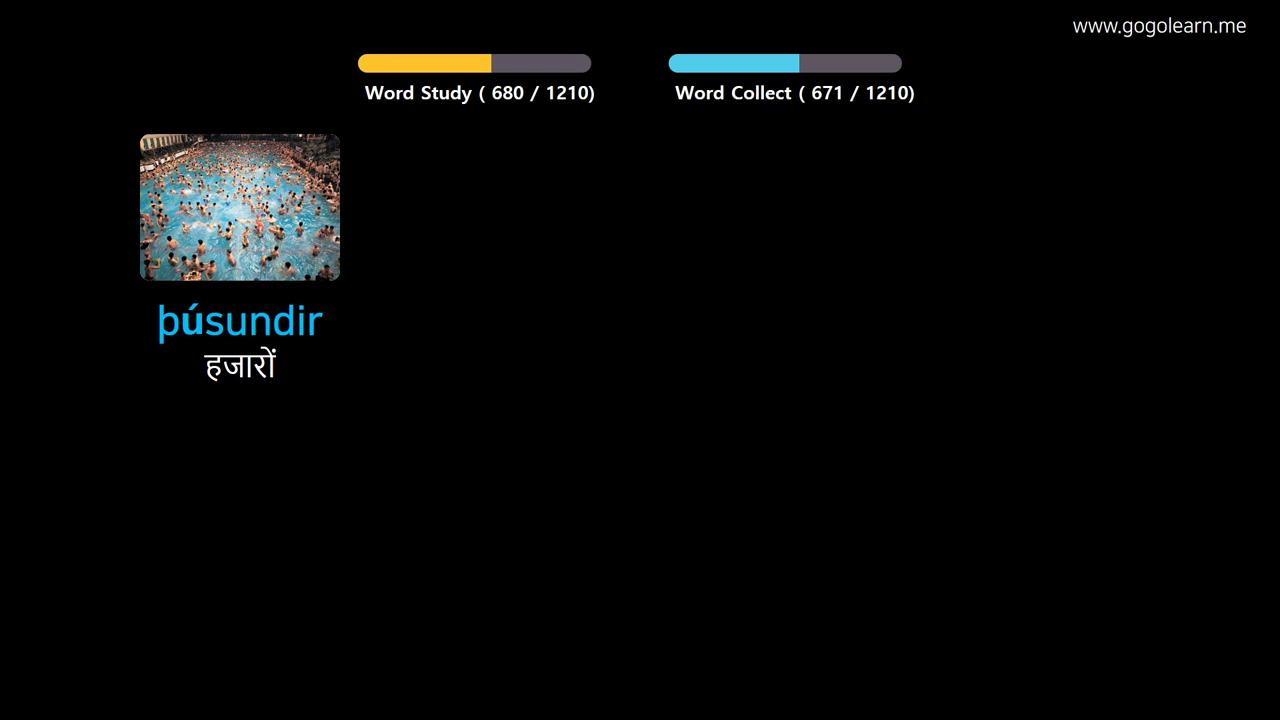 www.gogolearn.me
Word Study ( 680 / 1210)
Word Collect ( 671 / 1210)
þúsundir
हजारों